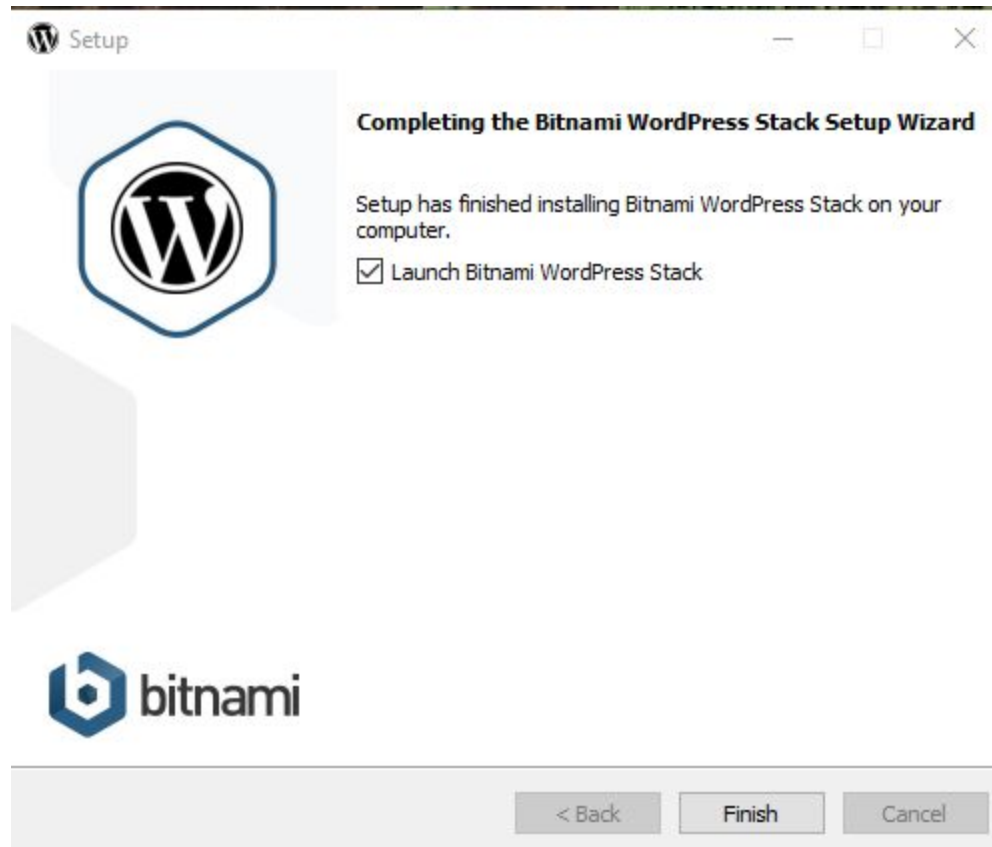 Setup
Completing the Bitnami WordPress Stack Setup Wizard
Setup has finished installing Bitnami WordPress Stack on your
computer.
Launch Bitnami WordPress Stack
bitnami
< Back
Finish
Cancel